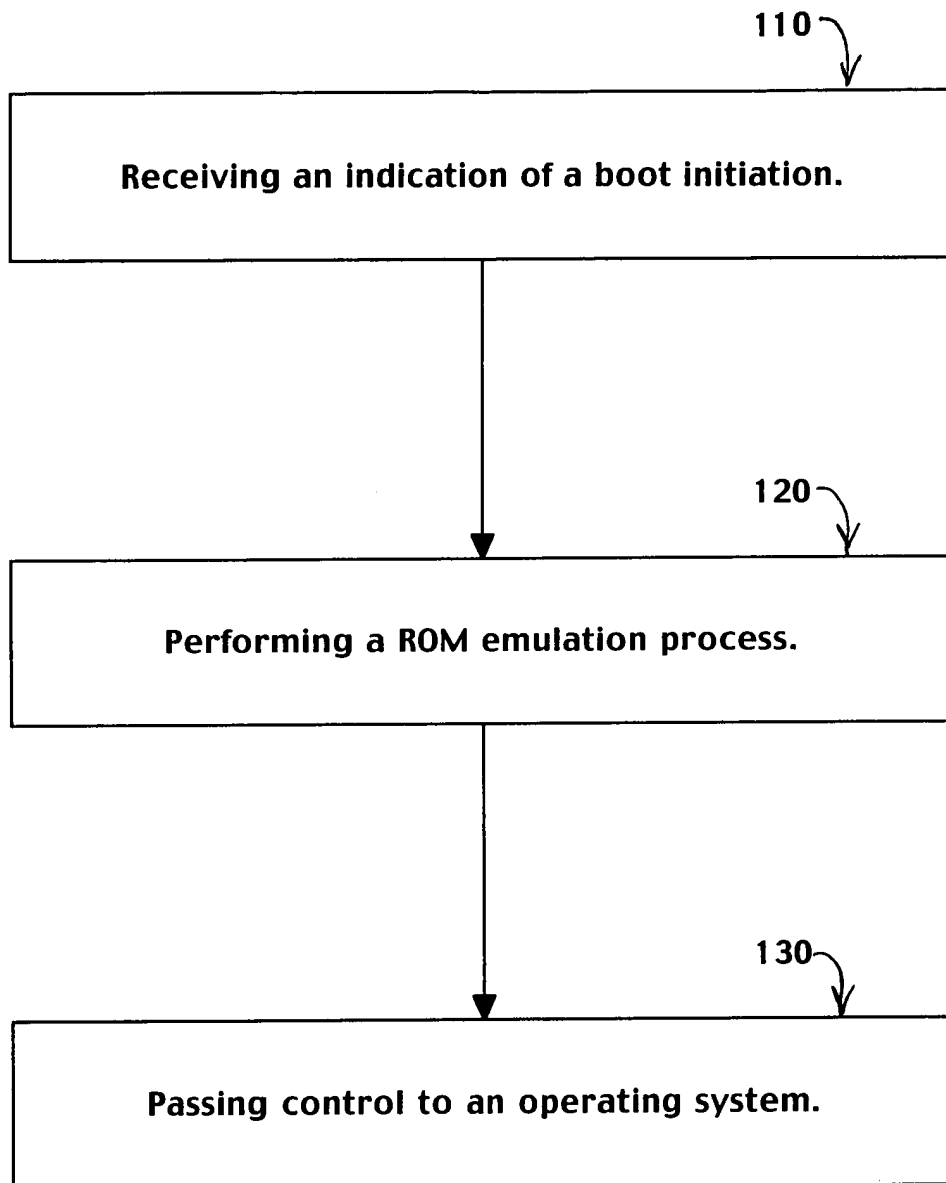 110
Receiving an indication of a boot initiation.
120
Performing a ROM emulation process.
130
Passing control to an operating system.